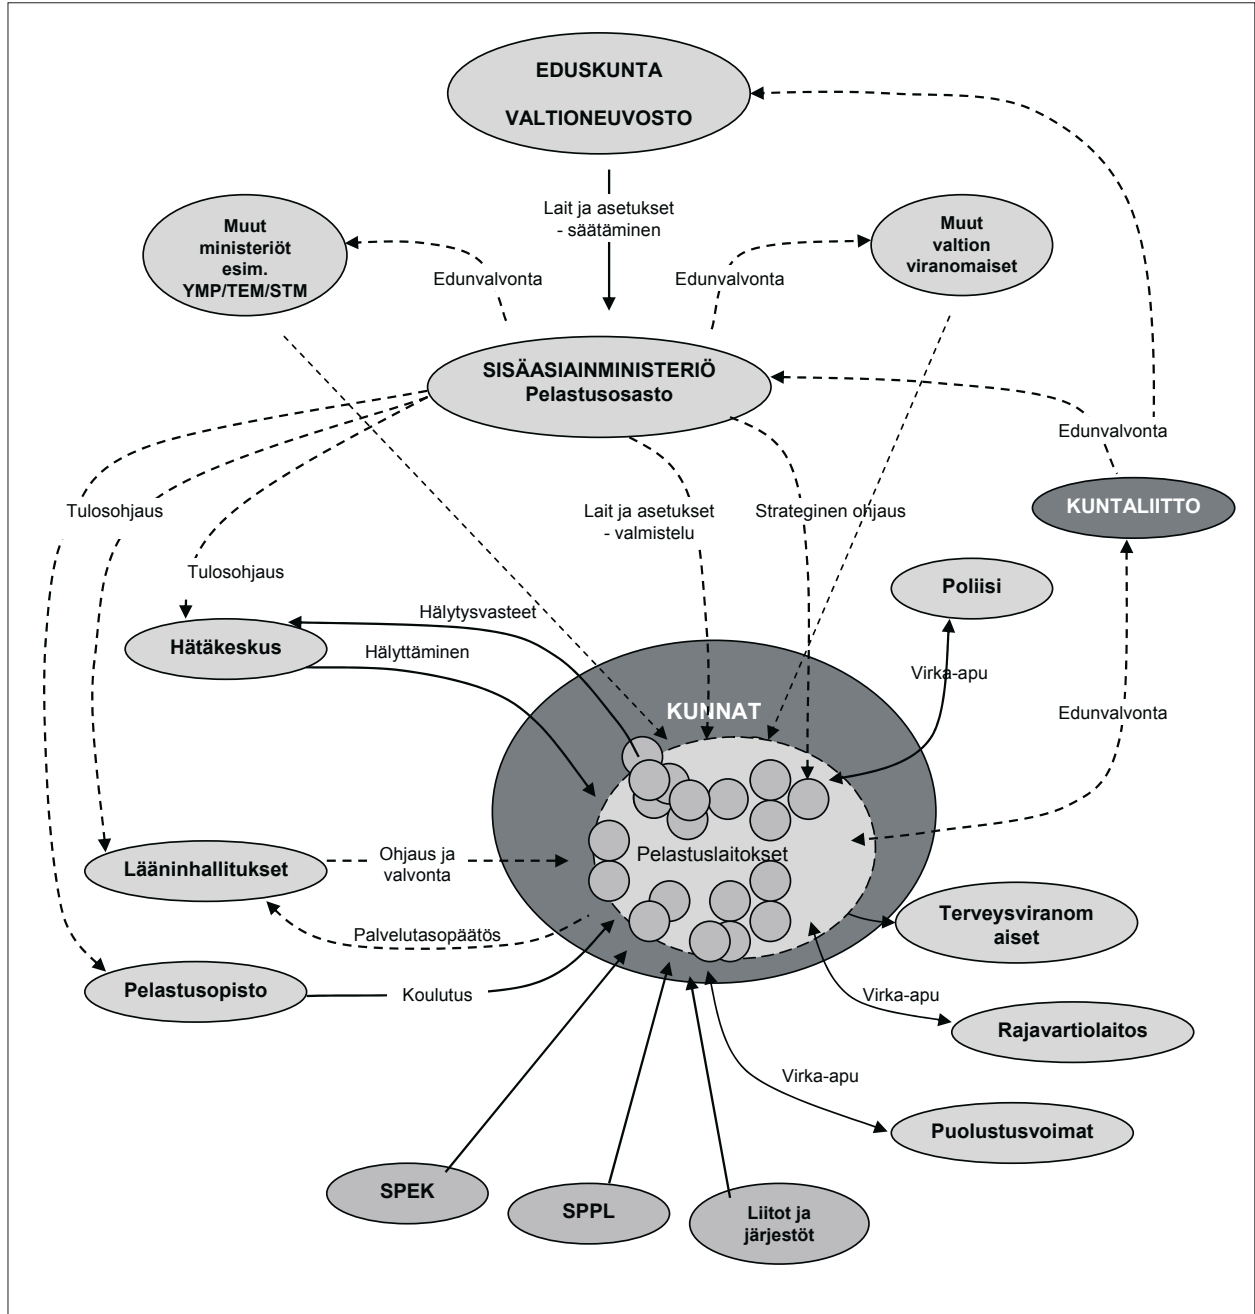 EDUSKUNTA
VALTIONEUVOSTO
Lait ja asetukset
- säätäminen
Muut
ministeriöt
esim.
YMP/TEM/STM
Muut
valtion
viranomaiset
Edunvalvonta
Edunvalvonta
SISÄASIAINMINISTERIÖ
Pelastusosasto
Edunvalvonta
KUNTALIITTO
Tulosohjaus
Lait ja asetukset
- valmistelu
Strateginen ohjaus
Tulosohjaus
Poliisi
Hälytysvasteet
Hätäkeskus
Hälyttäminen
Virka-apu
KUNNAT
Edunvalvonta
Pelastuslaitokset
Lääninhallitukset
Ohjaus ja
valvonta
Terveysviranom
aiset
Palvelutasopäätös
Pelastusopisto
Koulutus
Virka-apu
Rajavartiolaitos
Virka-apu
Puolustusvoimat
SPEK
SPPL
Liitot ja
järjestöt